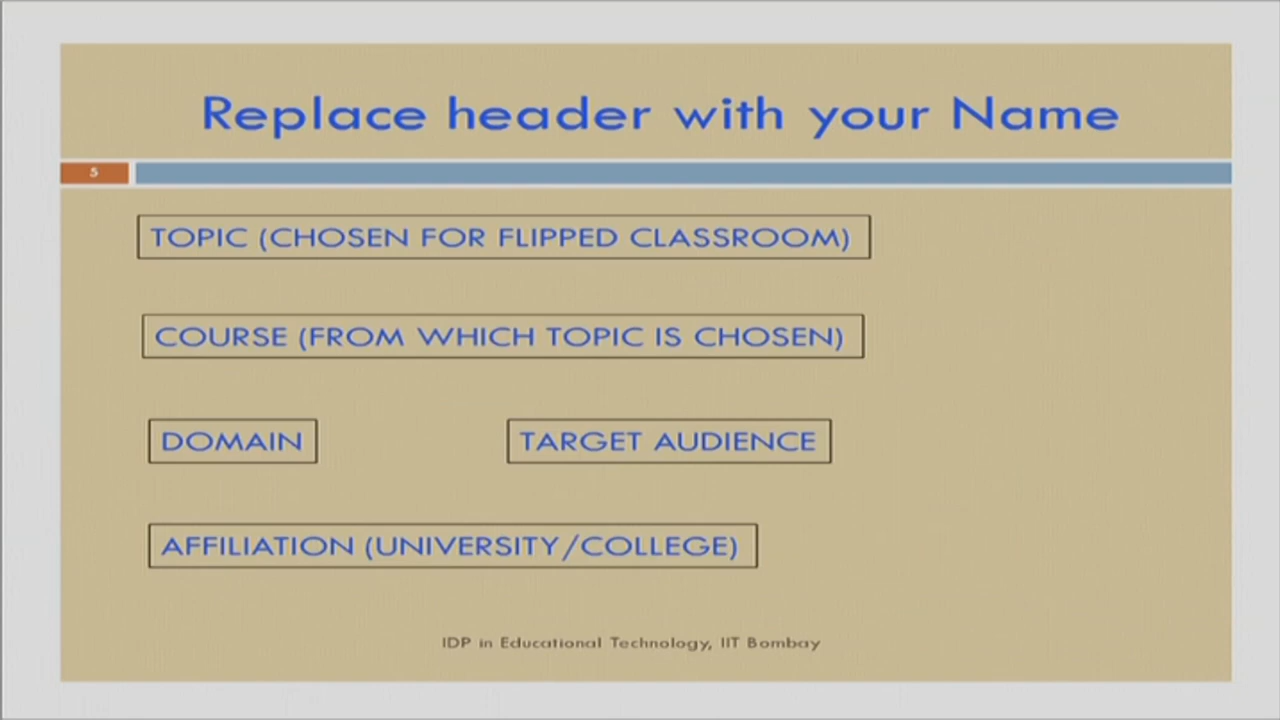 Replace header with your Name
5
TOPIC (CHOSEN FOR FLIPPED CLASSROOM)
COURSE (FROM WHICH TOPIC IS CHOSEN)
DOMAIN
TARGET AUDIENCE
AFFILIATION (UNIVERSITY/COLLEGE)
IDP in Educational Technology, IIT Bombay